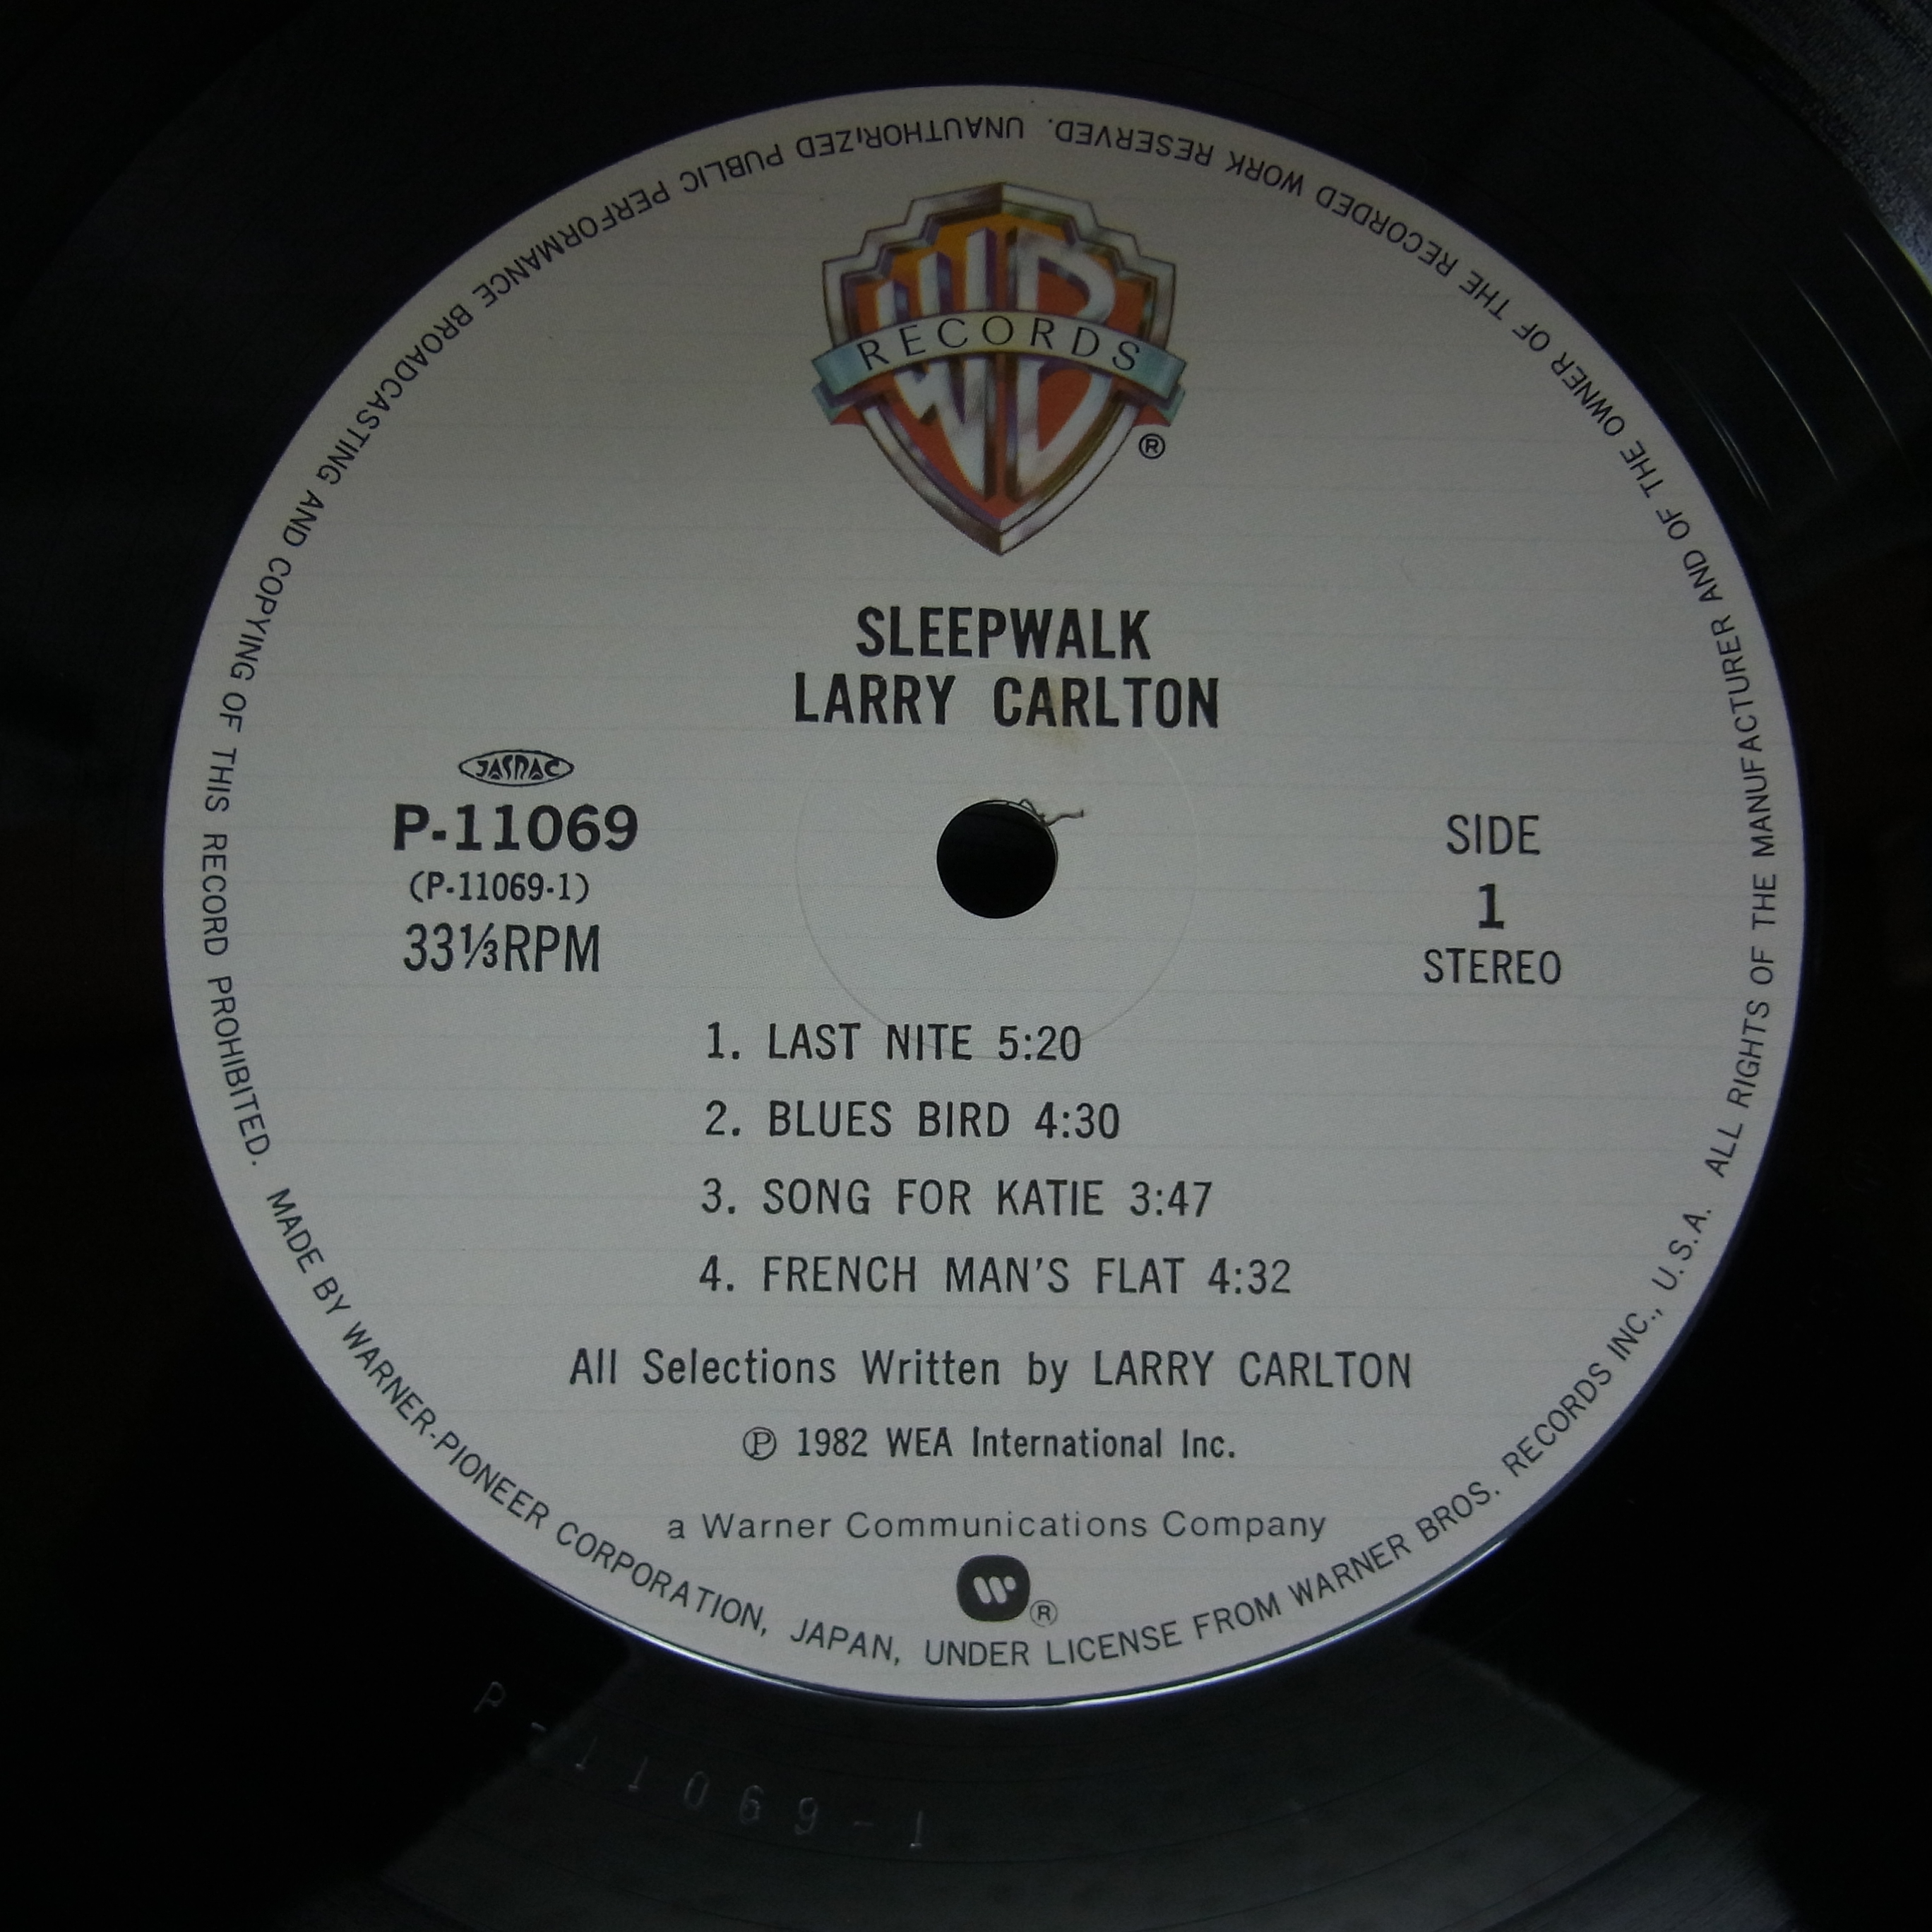 WB
RECORDS
®
SLEEPWALK
LARRY CARLTON
JASRAC
P-11069
(P-11069-1)
33⅓RPM
SIDE
1
STEREO
1. LAST NITE 5:20
2. BLUES BIRD 4:30
3. SONG FOR KATIE 3:47
4. FRENCH MAN'S FLAT 4:32
All Selections Written by LARRY CARLTON
℗ 1982 WEA International Inc.
a Warner Communications Company
W
®
MADE BY WARNER-PIONEER CORPORATION, JAPAN, UNDER LICENSE FROM WARNER BROS. RECORDS INC., U.S.A. ALL RIGHTS OF THE MANUFACTURER AND OF THE OWNER OF THE RECORDED WORK RESERVED. UNAUTHORIZED PUBLIC PERFORMANCE BROADCASTING AND COPYING OF THIS RECORD PROHIBITED.
P-11069-1